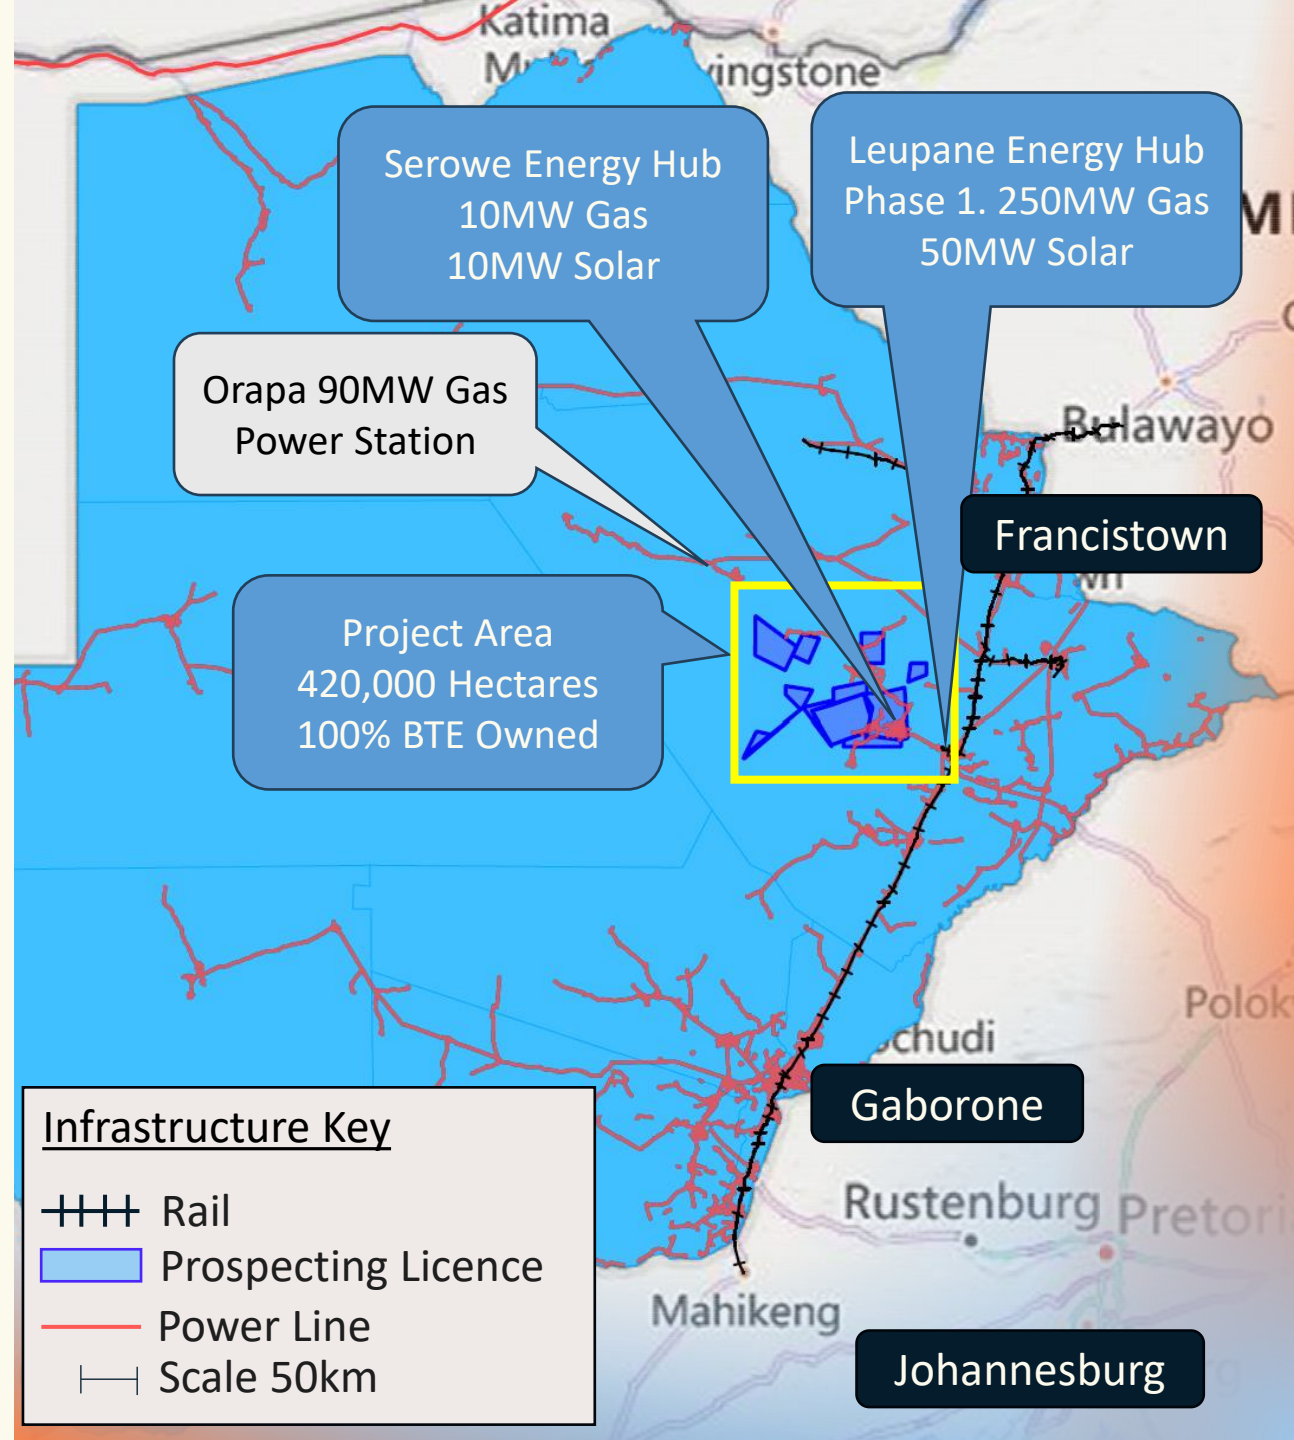 Katima
Livingstone
Serowe Energy Hub
10MW Gas
10MW Solar
Leupane Energy Hub
Phase 1. 250MW Gas
50MW Solar
Orapa 90MW Gas
Power Station
Bulawayo
Francistown
Project Area
420,000 Hectares
100% BTE Owned
Gaborone
Infrastructure Key
Rail
Prospecting Licence
Power Line
Scale 50km
Rustenburg
Mahikeng
Johannesburg